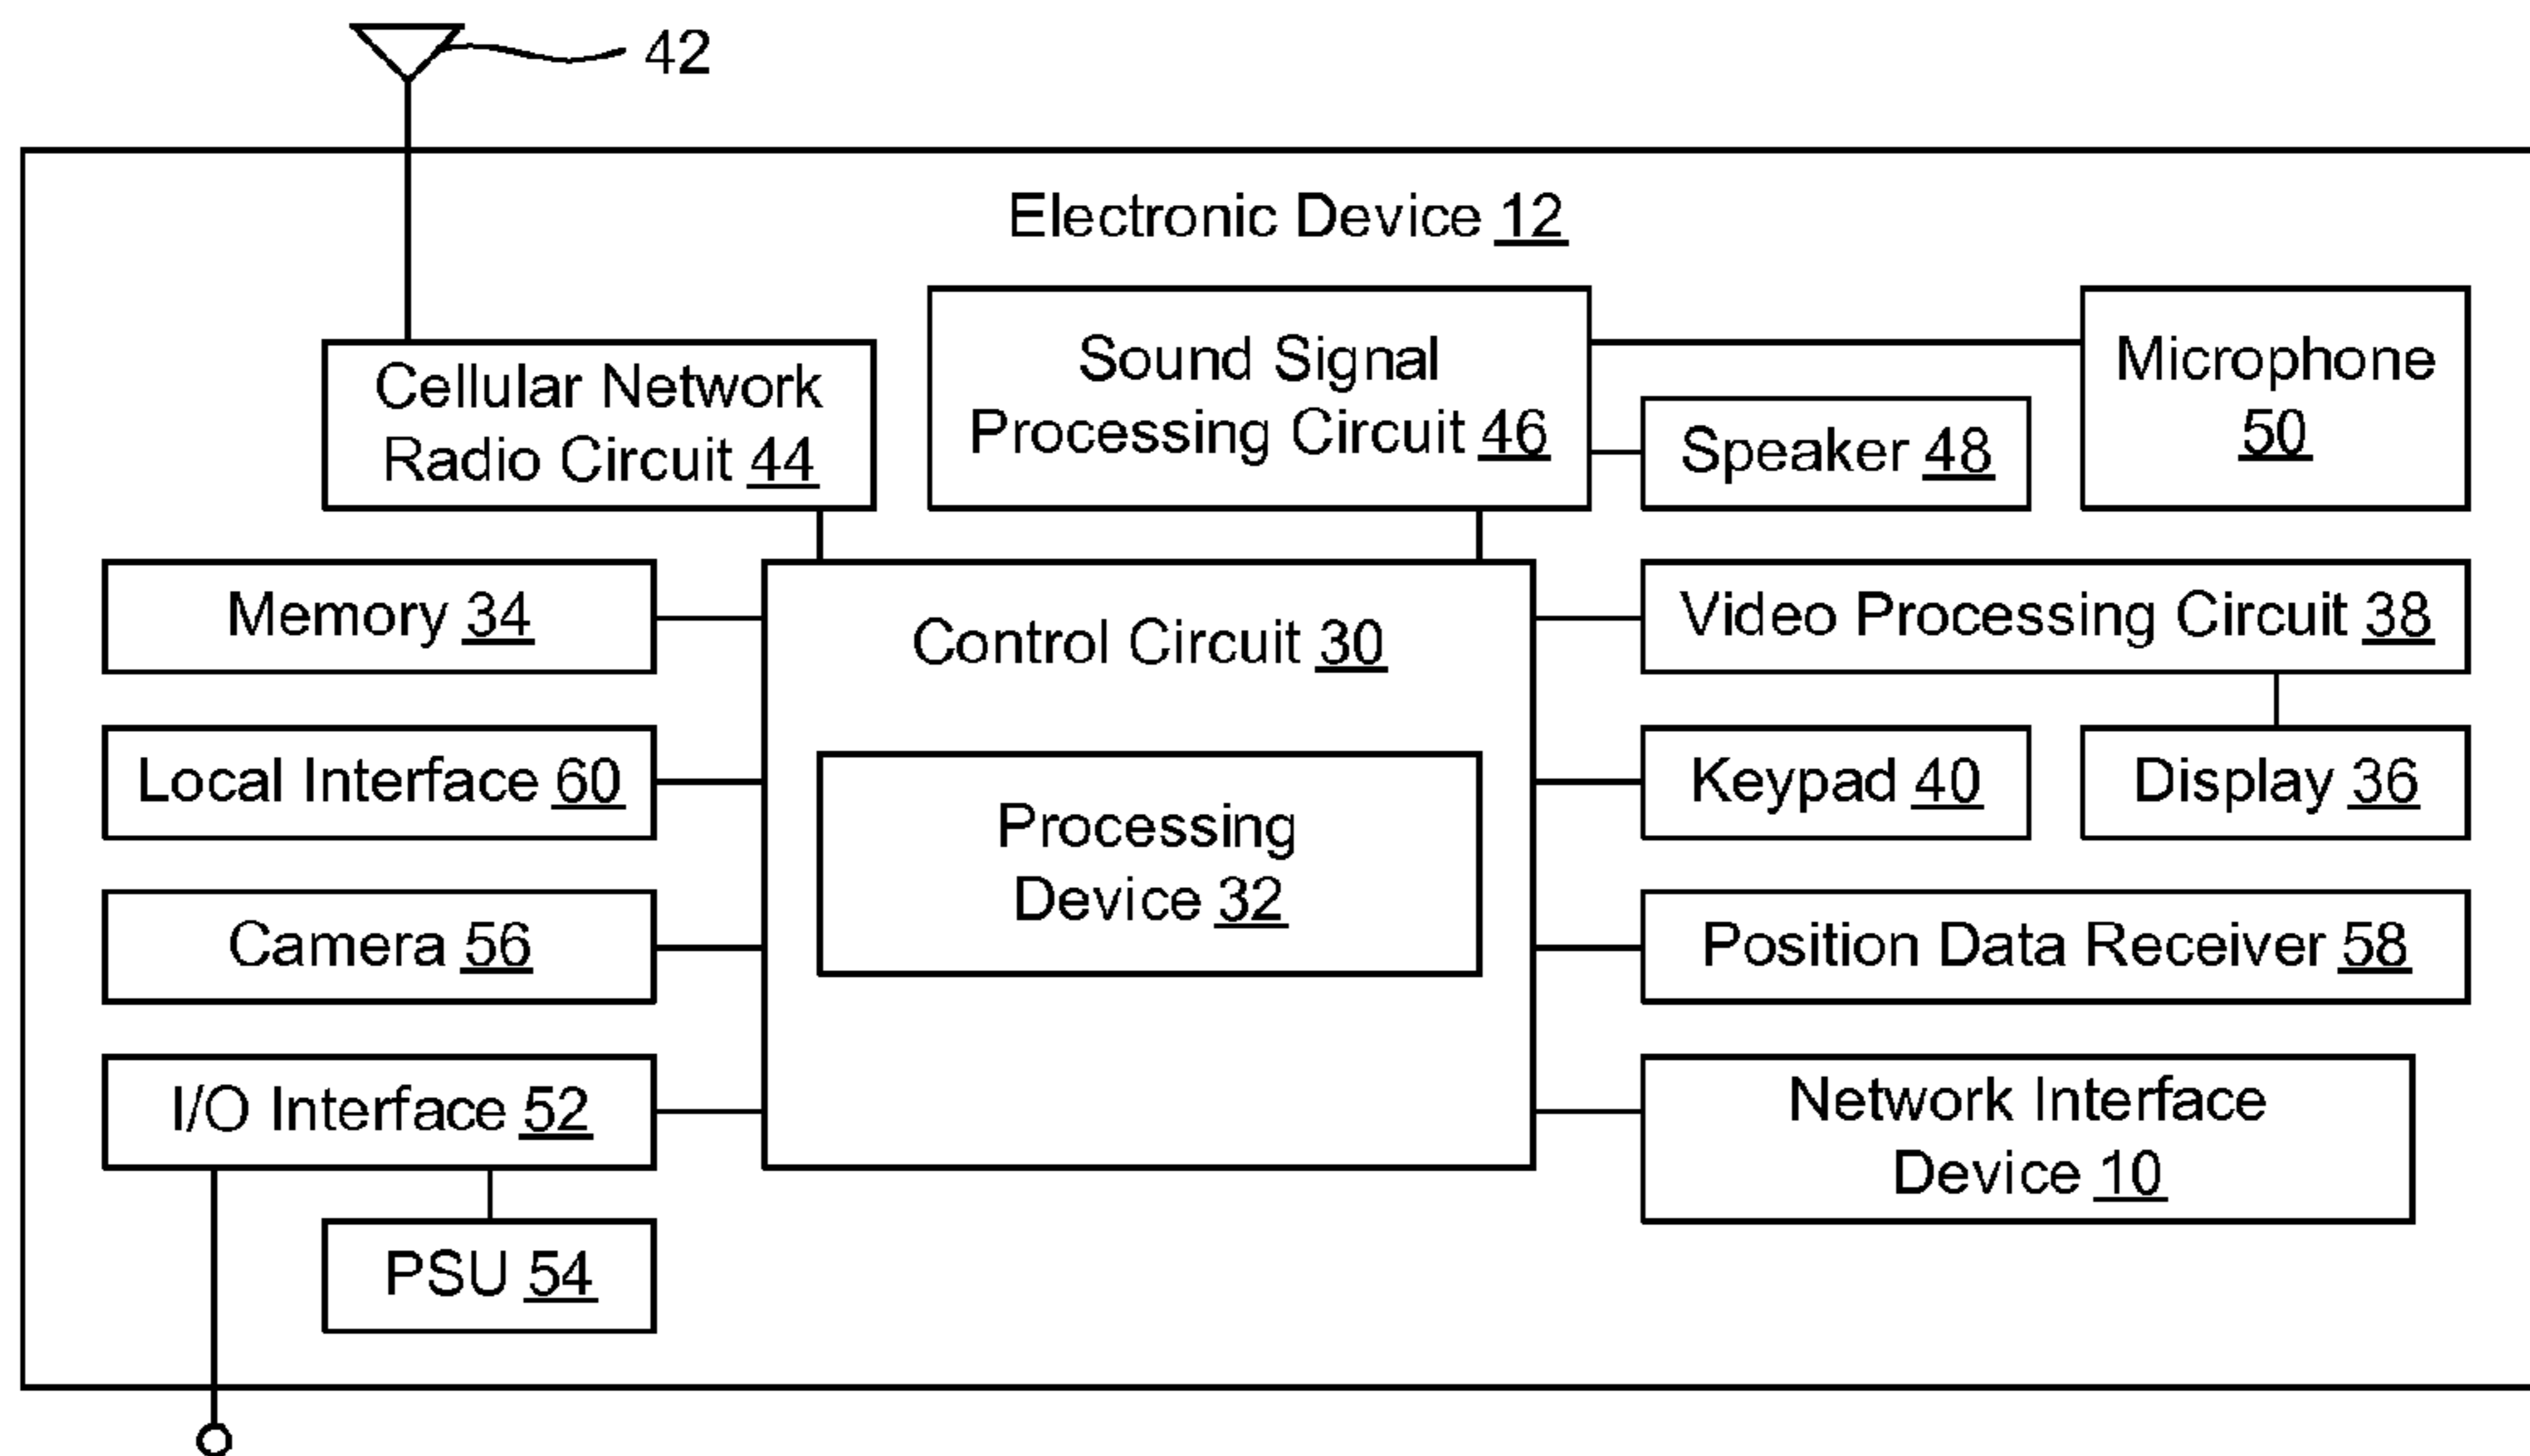 42
Electronic Device 12
Cellular Network
Radio Circuit 44
Sound Signal
Processing Circuit 46
Microphone
50
Speaker 48
Memory 34
Control Circuit 30
Video Processing Circuit 38
Local Interface 60
Processing
Device 32
Keypad 40
Display 36
Camera 56
Position Data Receiver 58
I/O Interface 52
Network Interface
Device 10
PSU 54